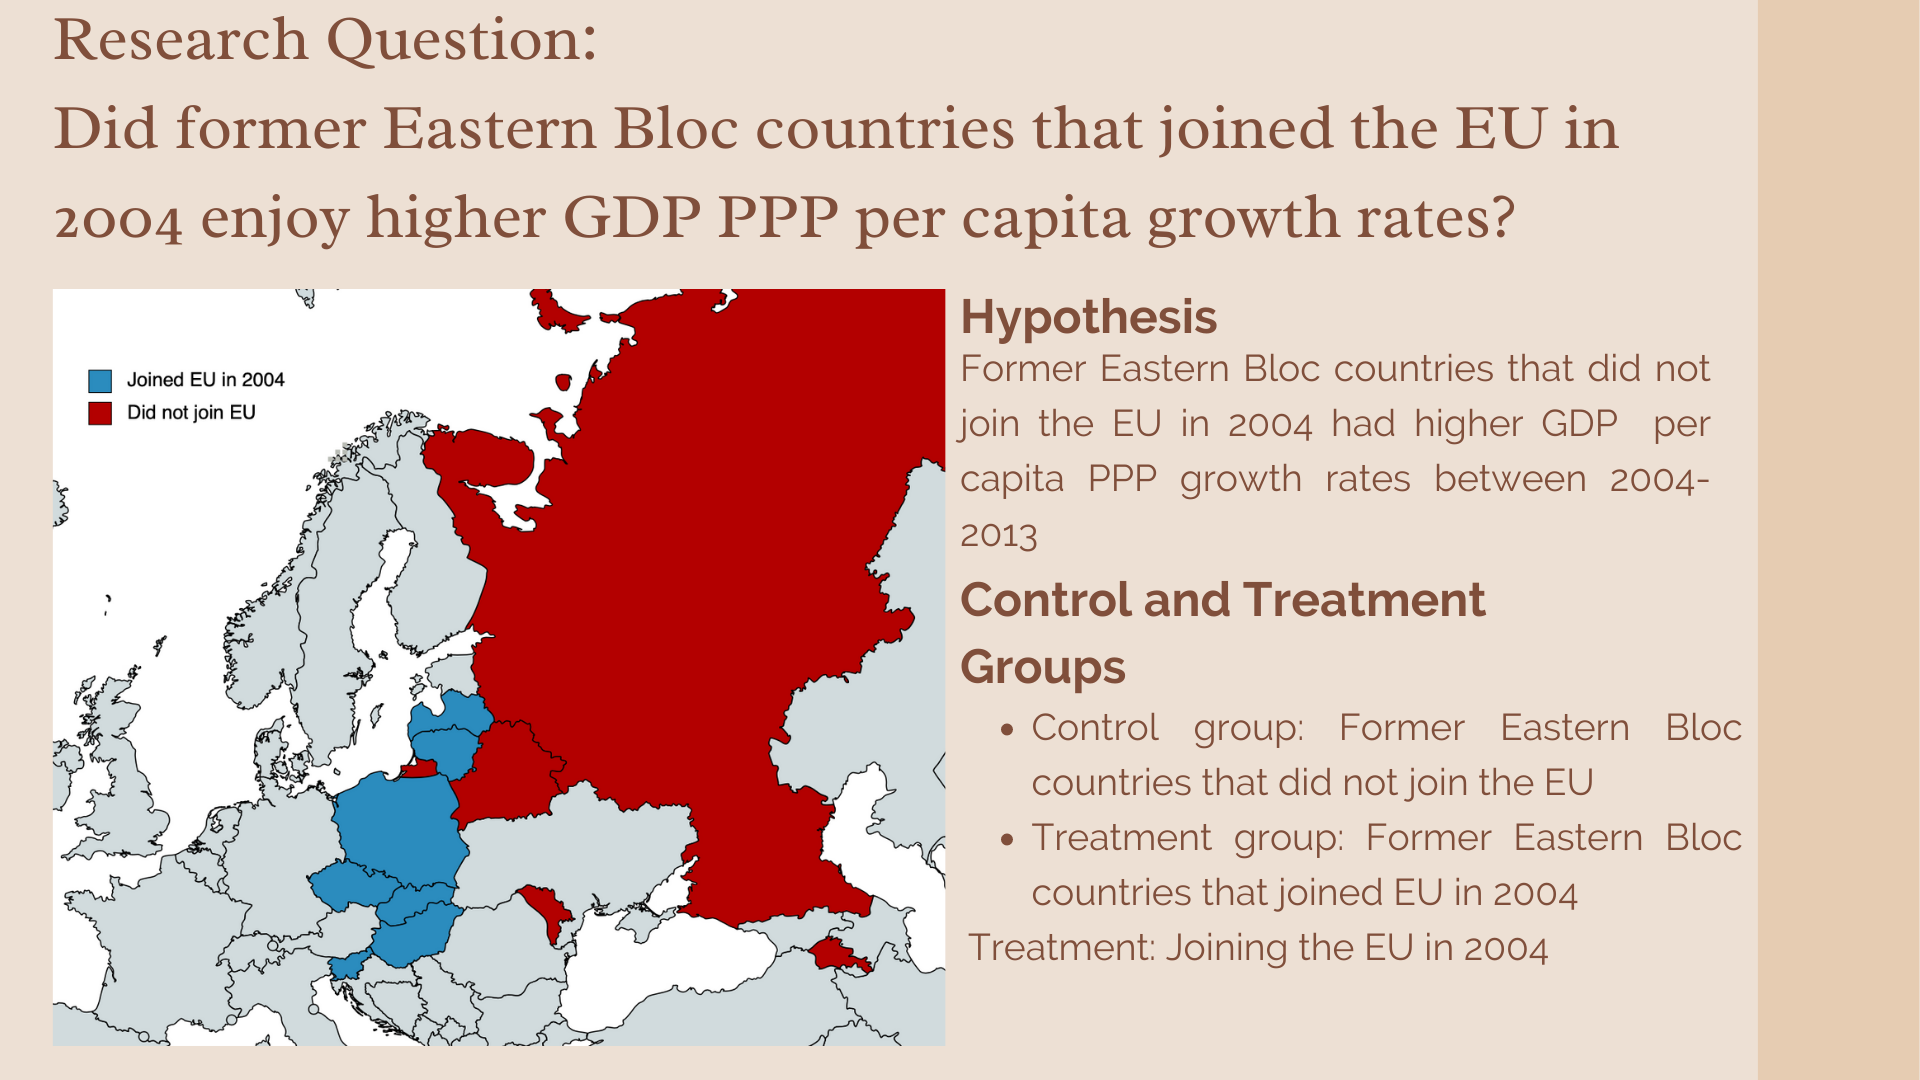 Research Question:
Did former Eastern Bloc countries that joined the EU in
2004 enjoy higher GDP PPP per capita growth rates?
Joined EU in 2004
Did not join EU
Hypothesis
Former Eastern Bloc countries that did not
join the EU in 2004 had higher GDP per
capita PPP growth rates between 2004-
2013
Control and Treatment
Groups
• Control group: Former Eastern Bloc
countries that did not join the EU
• Treatment group: Former Eastern Bloc
countries that joined EU in 2004
Treatment: Joining the EU in 2004